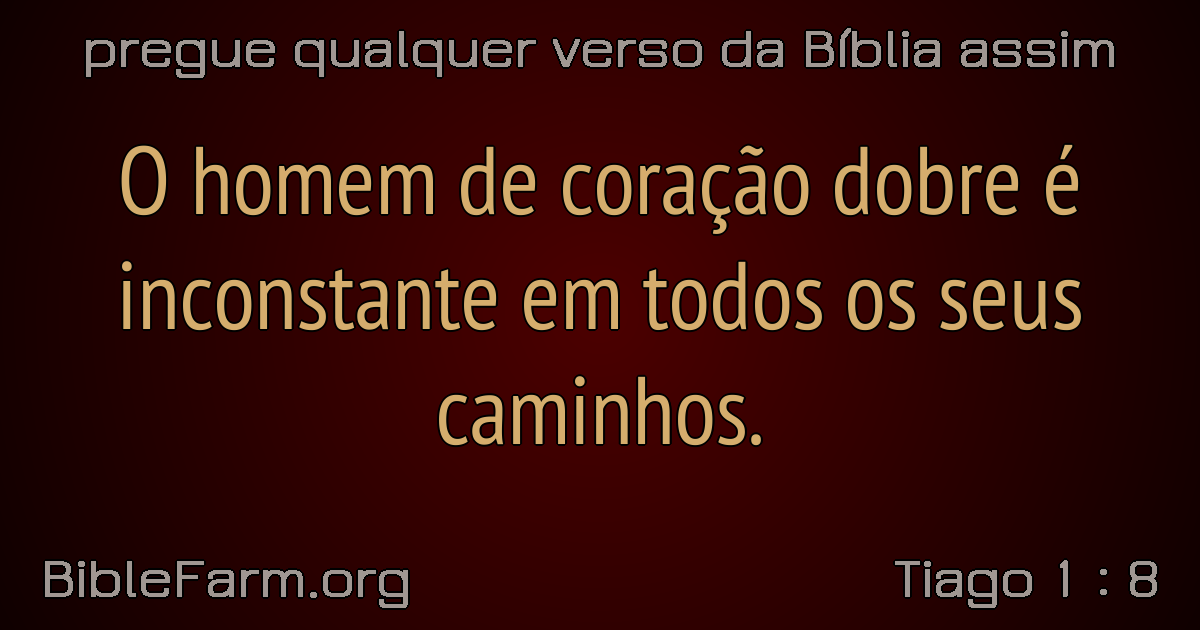 pregue qualquer verso da Bíblia assim
O homem de coração dobre é
inconstante em todos os seus
caminhos.
BibleFarm.org
Tiago 1 : 8